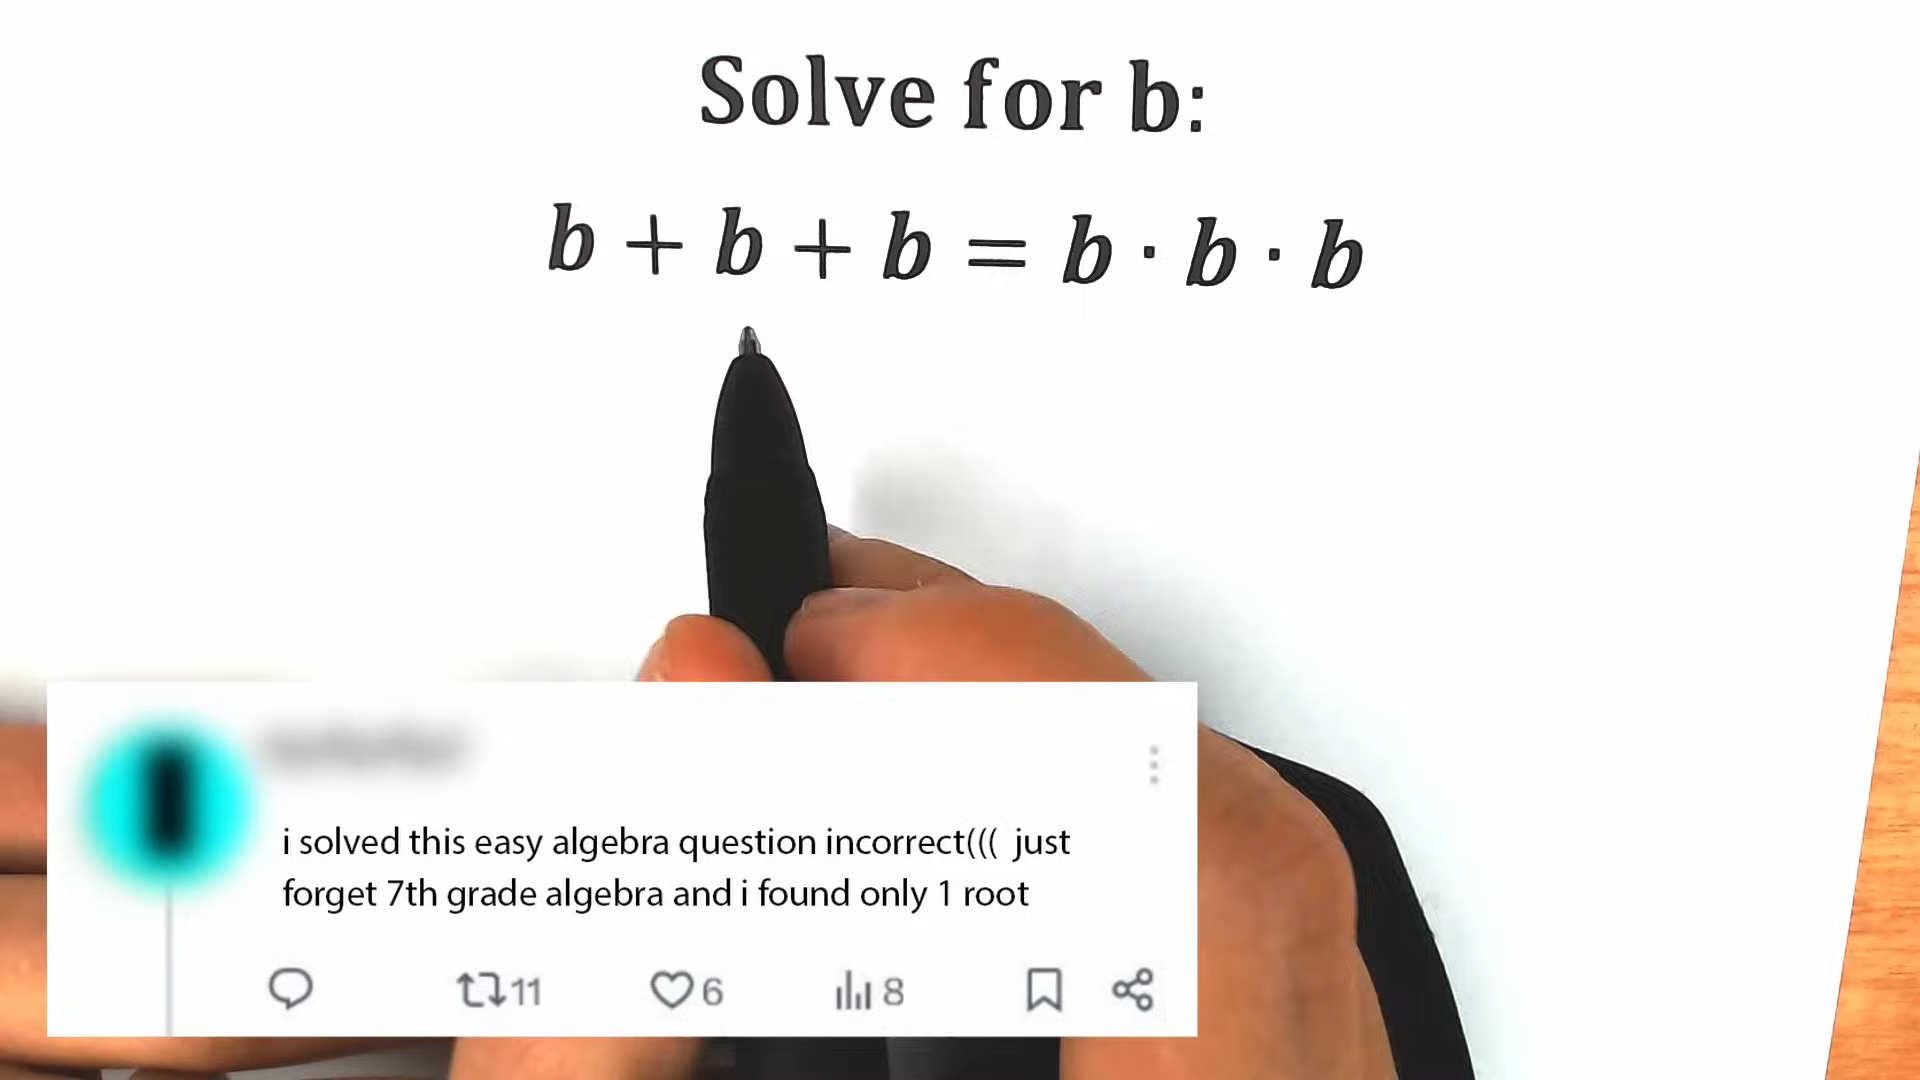 Solve for b:
b + b + b = b · b · b
i solved this easy algebra question incorrect((( just
forget 7th grade algebra and i found only 1 root
11 6 8